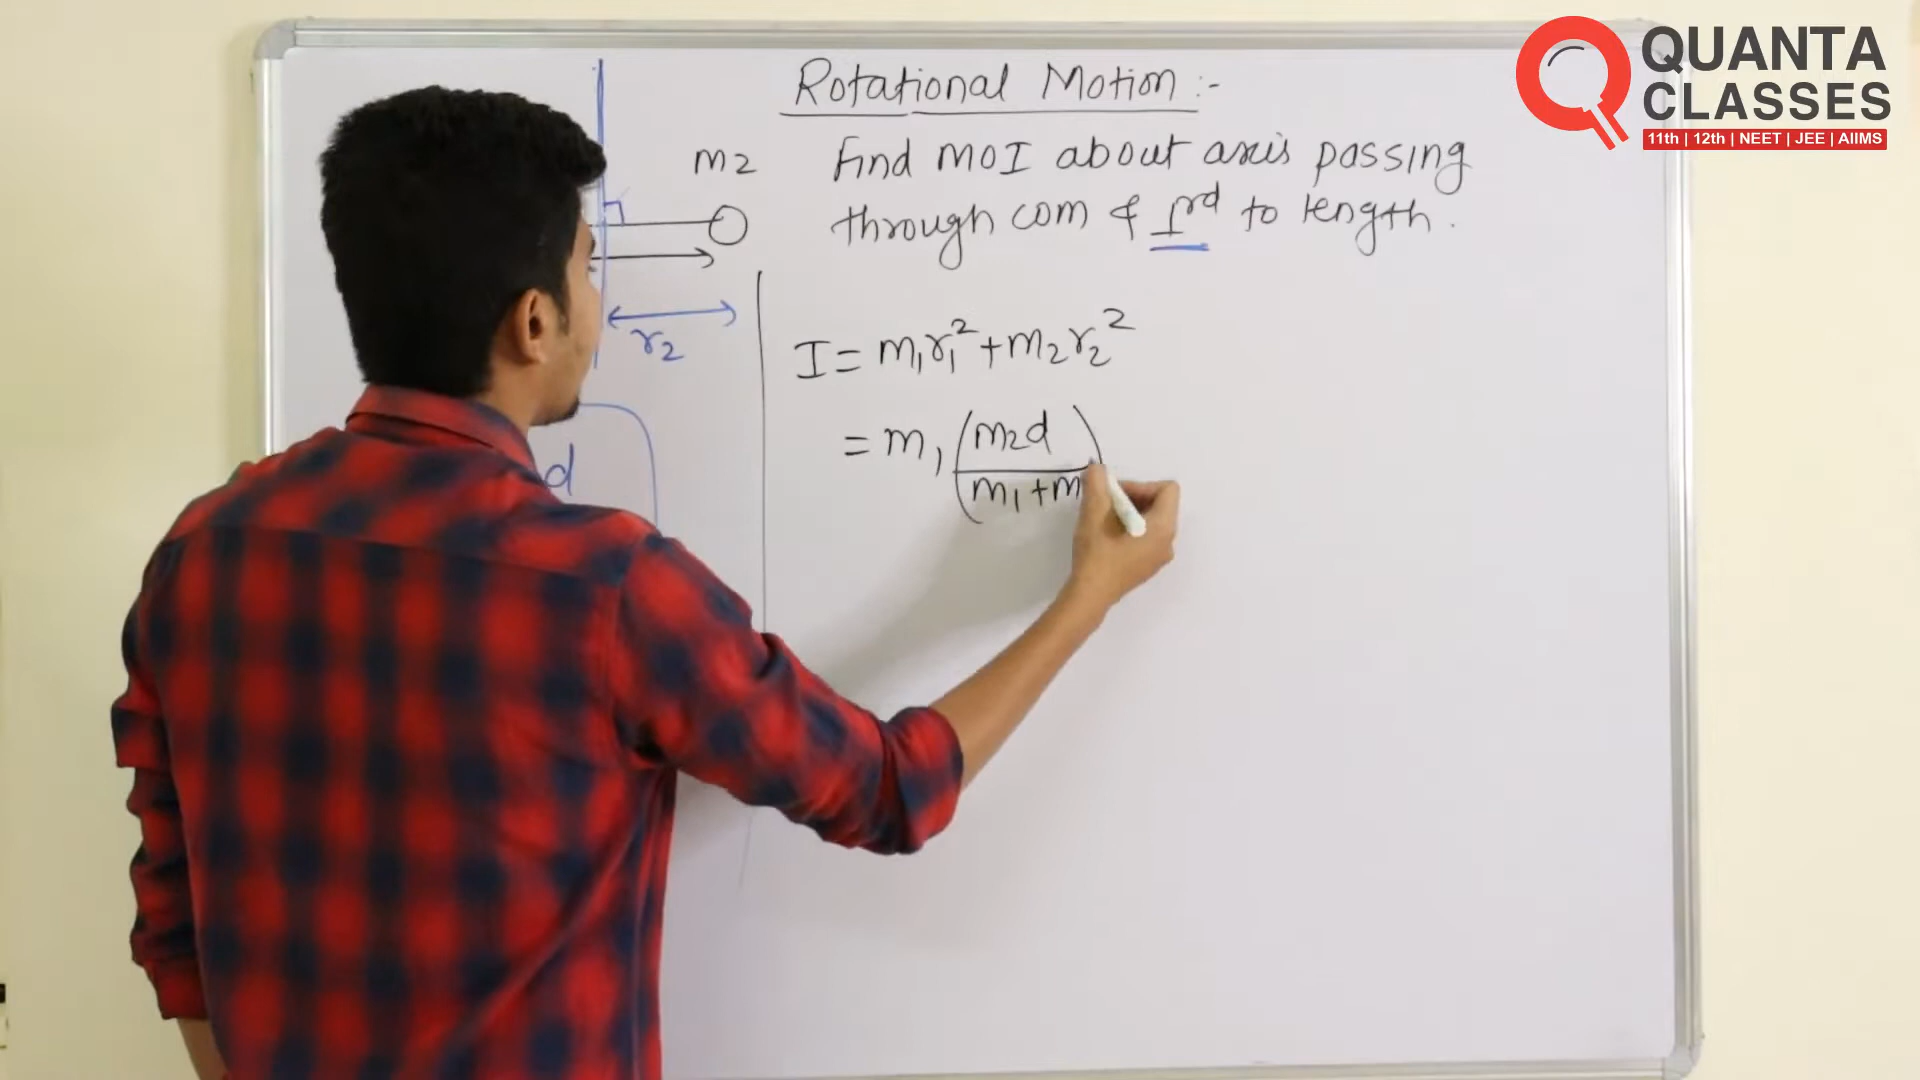 QUANTA
CLASSES
11th | 12th | NEET | JEE | AIIMS
Rotational Motion :-
Find MOI about axis passing
through com & ⊥rd to length.
m2
r2
d
I = m₁r₁² + m₂r₂²
= m₁ (m₂d
m₁ + m